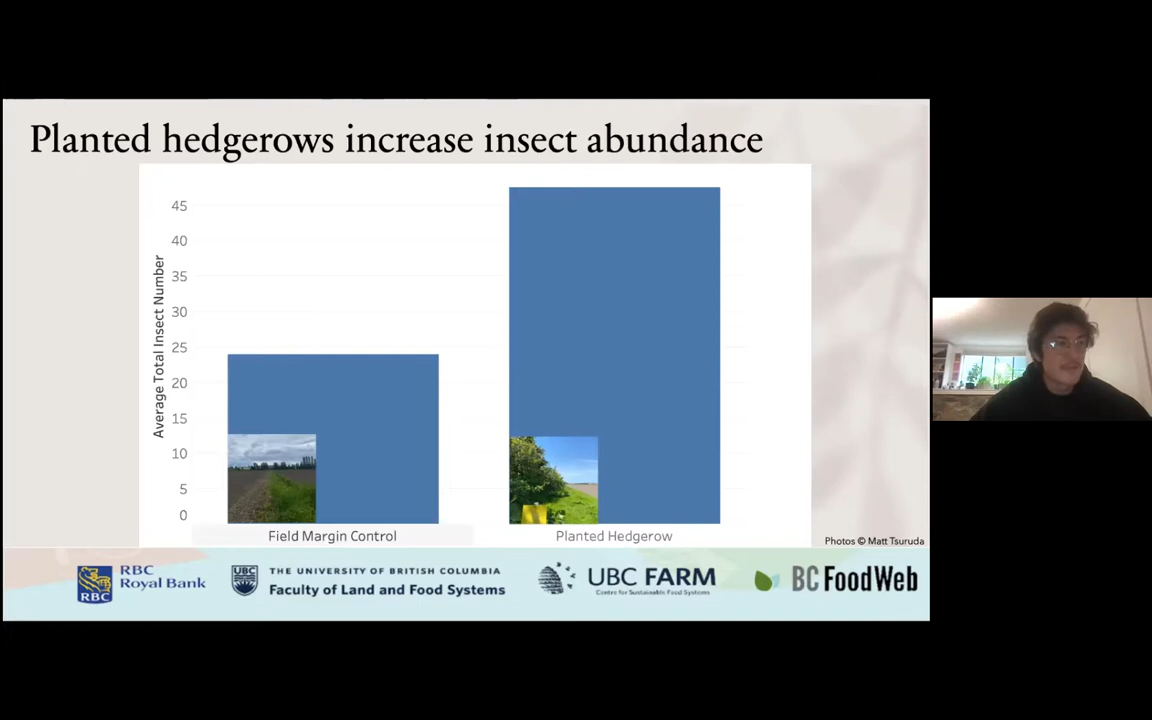 Planted hedgerows increase insect abundance
Average Total Insect Number
45
40
35
30
25
20
15
10
5
0
Field Margin Control
Planted Hedgerow
Photos © Matt Tsuruda
RBC
Royal Bank
RBC
UBC
THE UNIVERSITY OF BRITISH COLUMBIA
Faculty of Land and Food Systems
UBC FARM
Centre for Sustainable Food Systems
BC FoodWeb